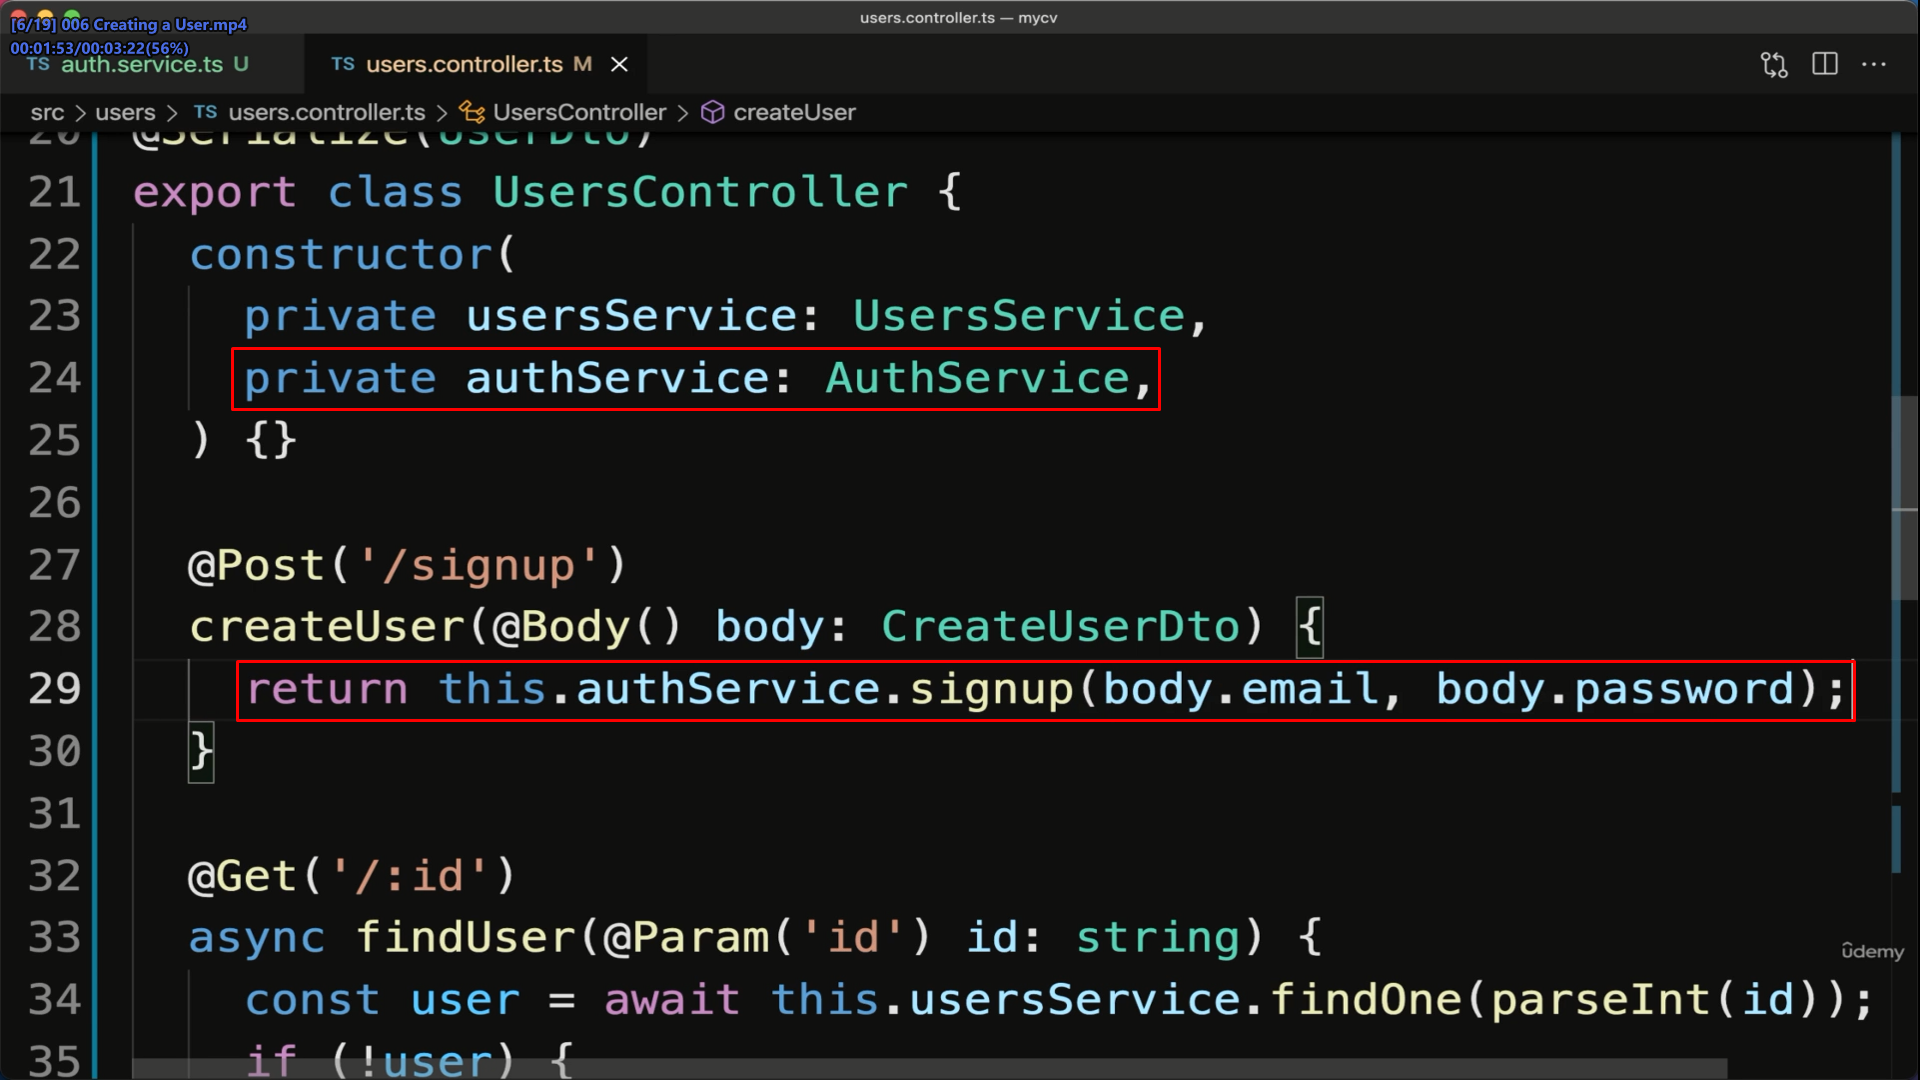 users.controller.ts — mycv
[6/19] 006 Creating a User.mp4
00:01:53/00:03:22(56%)
TS auth.service.ts U
TS users.controller.ts M
src > users > TS users.controller.ts > UsersController > createUser
20 @Serialize(UserDto)
21 export class UsersController {
22 constructor(
23 private usersService: UsersService,
24 private authService: AuthService,
25 ) {}
26
27 @Post('/signup')
28 createUser(@Body() body: CreateUserDto) {
29 return this.authService.signup(body.email, body.password);
30 }
31
32 @Get('/:id')
33 async findUser(@Param('id') id: string) {
34 const user = await this.usersService.findOne(parseInt(id));
35 if (!user) {
ûdemy